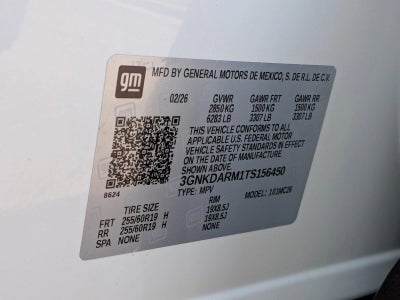 gm
MFD BY GENERAL MOTORS DE MEXICO, S. DE R.L. DE C.V.
02/26 GVWR GAWR FRT GAWR RR
2850 KG 1500 KG 1500 KG
6283 LB 3307 LB 3307 LB
THIS VEHICLE CONFORMS TO ALL
APPLICABLE U.S. FEDERAL MOTOR
VEHICLE SAFETY STANDARDS IN EFFECT
ON THE DATE OF MANUFACTURE
3GNKDARM1TS156450
8624 TYPE: MPV MODEL: 1G1MC26
TIRE SIZE RIM
FRT 255/60R19 H 19X8.5J
RR 255/60R19 H 19X8.5J
SPA NONE NONE